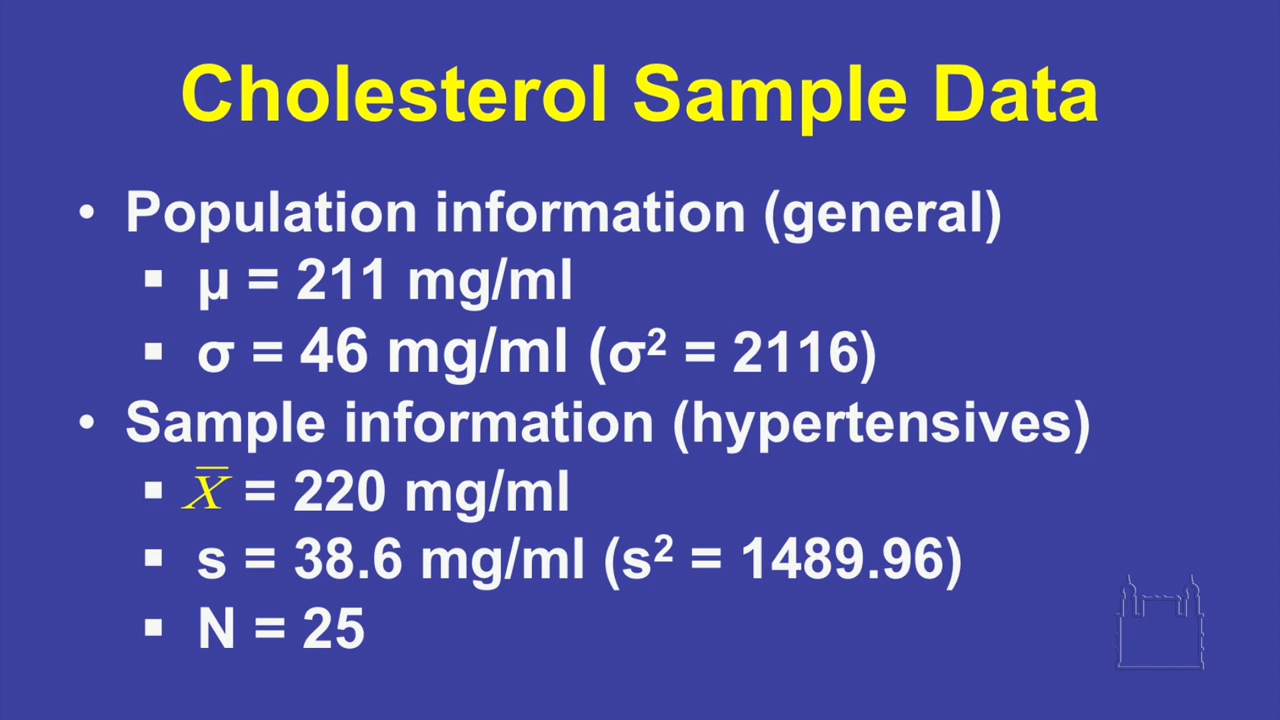 Cholesterol Sample Data
• Population information (general)
▪ μ = 211 mg/ml
▪ σ = 46 mg/ml (σ² = 2116)
• Sample information (hypertensives)
▪ X̅ = 220 mg/ml
▪ s = 38.6 mg/ml (s² = 1489.96)
▪ N = 25